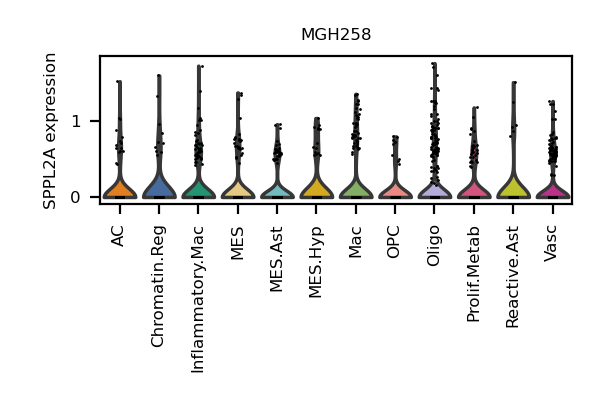 MGH258
SPPL2A expression
1
0
AC
Chromatin.Reg
Inflammatory.Mac
MES
MES.Ast
MES.Hyp
Mac
OPC
Oligo
Prolif.Metab
Reactive.Ast
Vasc